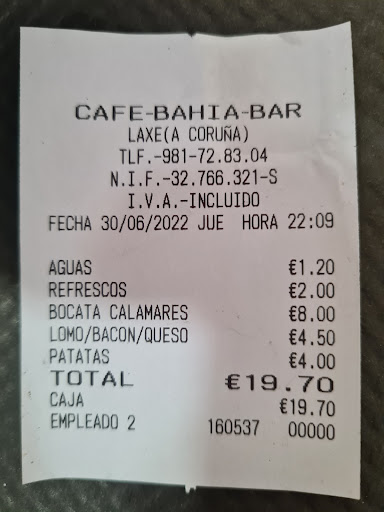 CAFE-BAHIA-BAR
LAXE(A CORUÑA)
TLF.-981-72.83.04
N.I.F.-32.766.321-S
I.V.A.-INCLUIDO
FECHA 30/06/2022 JUE HORA 22:09
AGUAS €1.20
REFRESCOS €2.00
BOCATA CALAMARES €8.00
LOMO/BACON/QUESO €4.50
PATATAS €4.00
TOTAL €19.70
CAJA €19.70
EMPLEADO 2 160537 00000